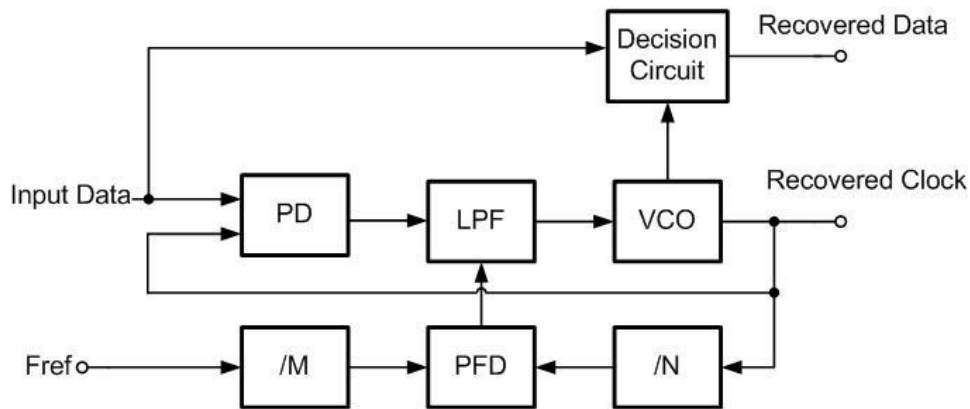 Decision
Circuit
Recovered Data
Input Data
PD
LPF
VCO
Recovered Clock
Fref
/M
PFD
/N